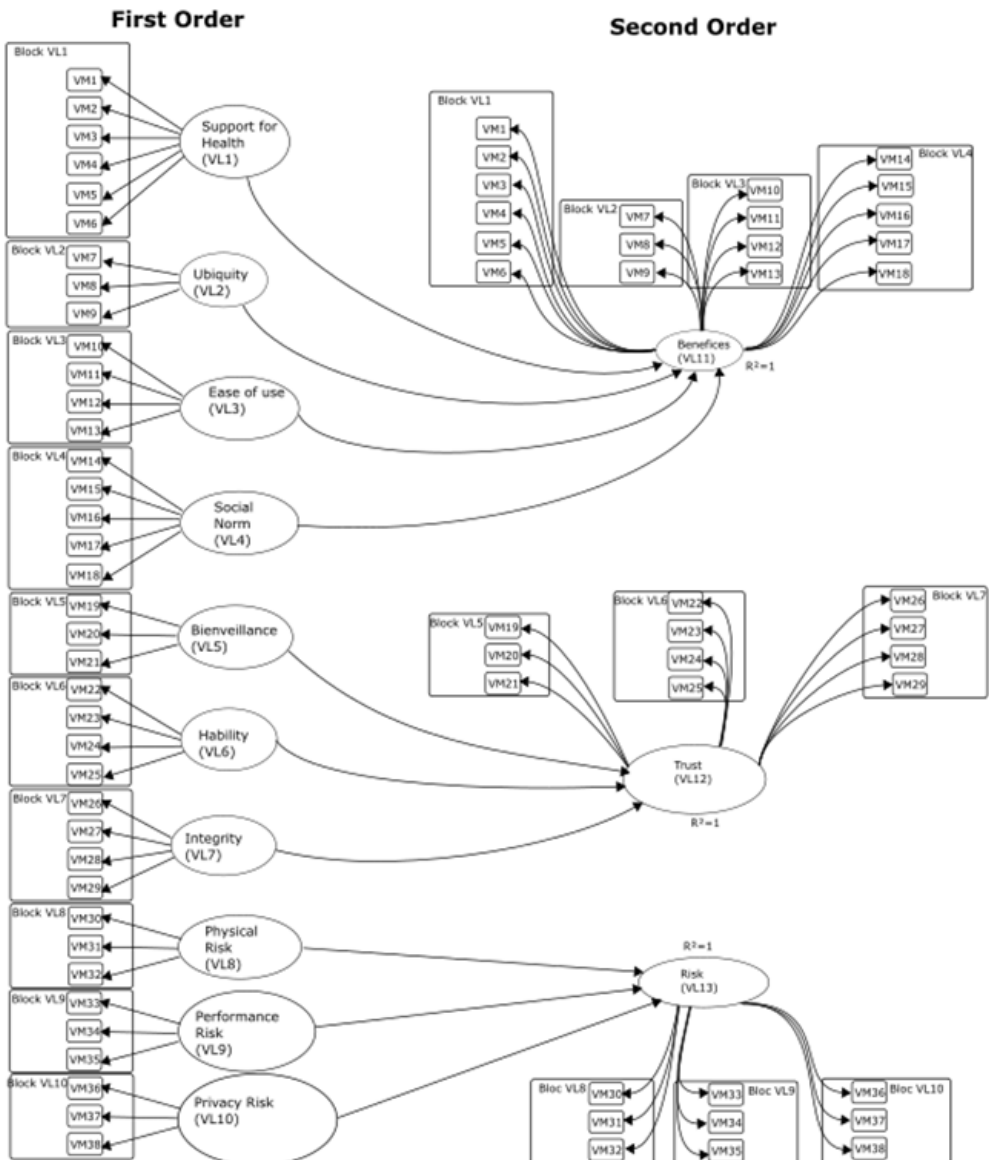 First Order
Second Order
Block VL1
VM1
VM2
VM3
VM4
VM5
VM6
Support for
Health
(VL1)
Block VL2
VM7
VM8
VM9
Ubiquity
(VL2)
Block VL3
VM10
VM11
VM12
VM13
Ease of use
(VL3)
Block VL4
VM14
VM15
VM16
VM17
VM18
Social
Norm
(VL4)
Block VL5
VM19
VM20
VM21
Bienveillance
(VL5)
Block VL6
VM22
VM23
VM24
VM25
Hability
(VL6)
Block VL7
VM26
VM27
VM28
VM29
Integrity
(VL7)
Block VL8
VM30
VM31
VM32
Physical
Risk
(VL8)
Block VL9
VM33
VM34
VM35
Performance
Risk
(VL9)
Block VL10
VM36
VM37
VM38
Privacy Risk
(VL10)
Block VL1
VM1
VM2
VM3
VM4
VM5
VM6
Block VL2
VM7
VM8
VM9
Block VL3
VM10
VM11
VM12
VM13
Block VL4
VM14
VM15
VM16
VM17
VM18
Benefices
(VL11)
R²=1
Block VL5
VM19
VM20
VM21
Block VL6
VM22
VM23
VM24
VM25
Block VL7
VM26
VM27
VM28
VM29
Trust
(VL12)
R²=1
R²=1
Risk
(VL13)
Bloc VL8
VM30
VM31
VM32
Bloc VL9
VM33
VM34
VM35
Bloc VL10
VM36
VM37
VM38